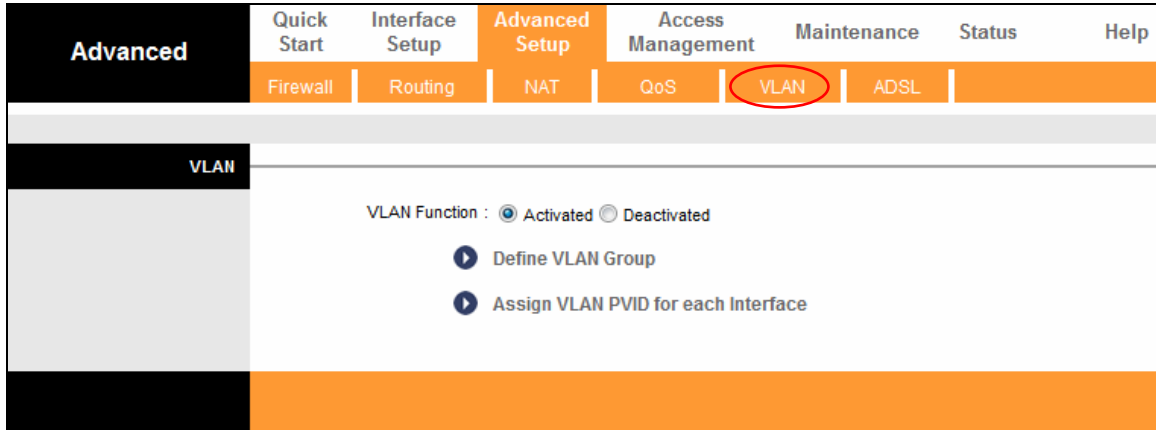 Advanced
Quick Start
Interface Setup
Advanced Setup
Access Management
Maintenance
Status
Help
Firewall
Routing
NAT
QoS
VLAN
ADSL
VLAN
VLAN Function : Activated Deactivated
Define VLAN Group
Assign VLAN PVID for each Interface